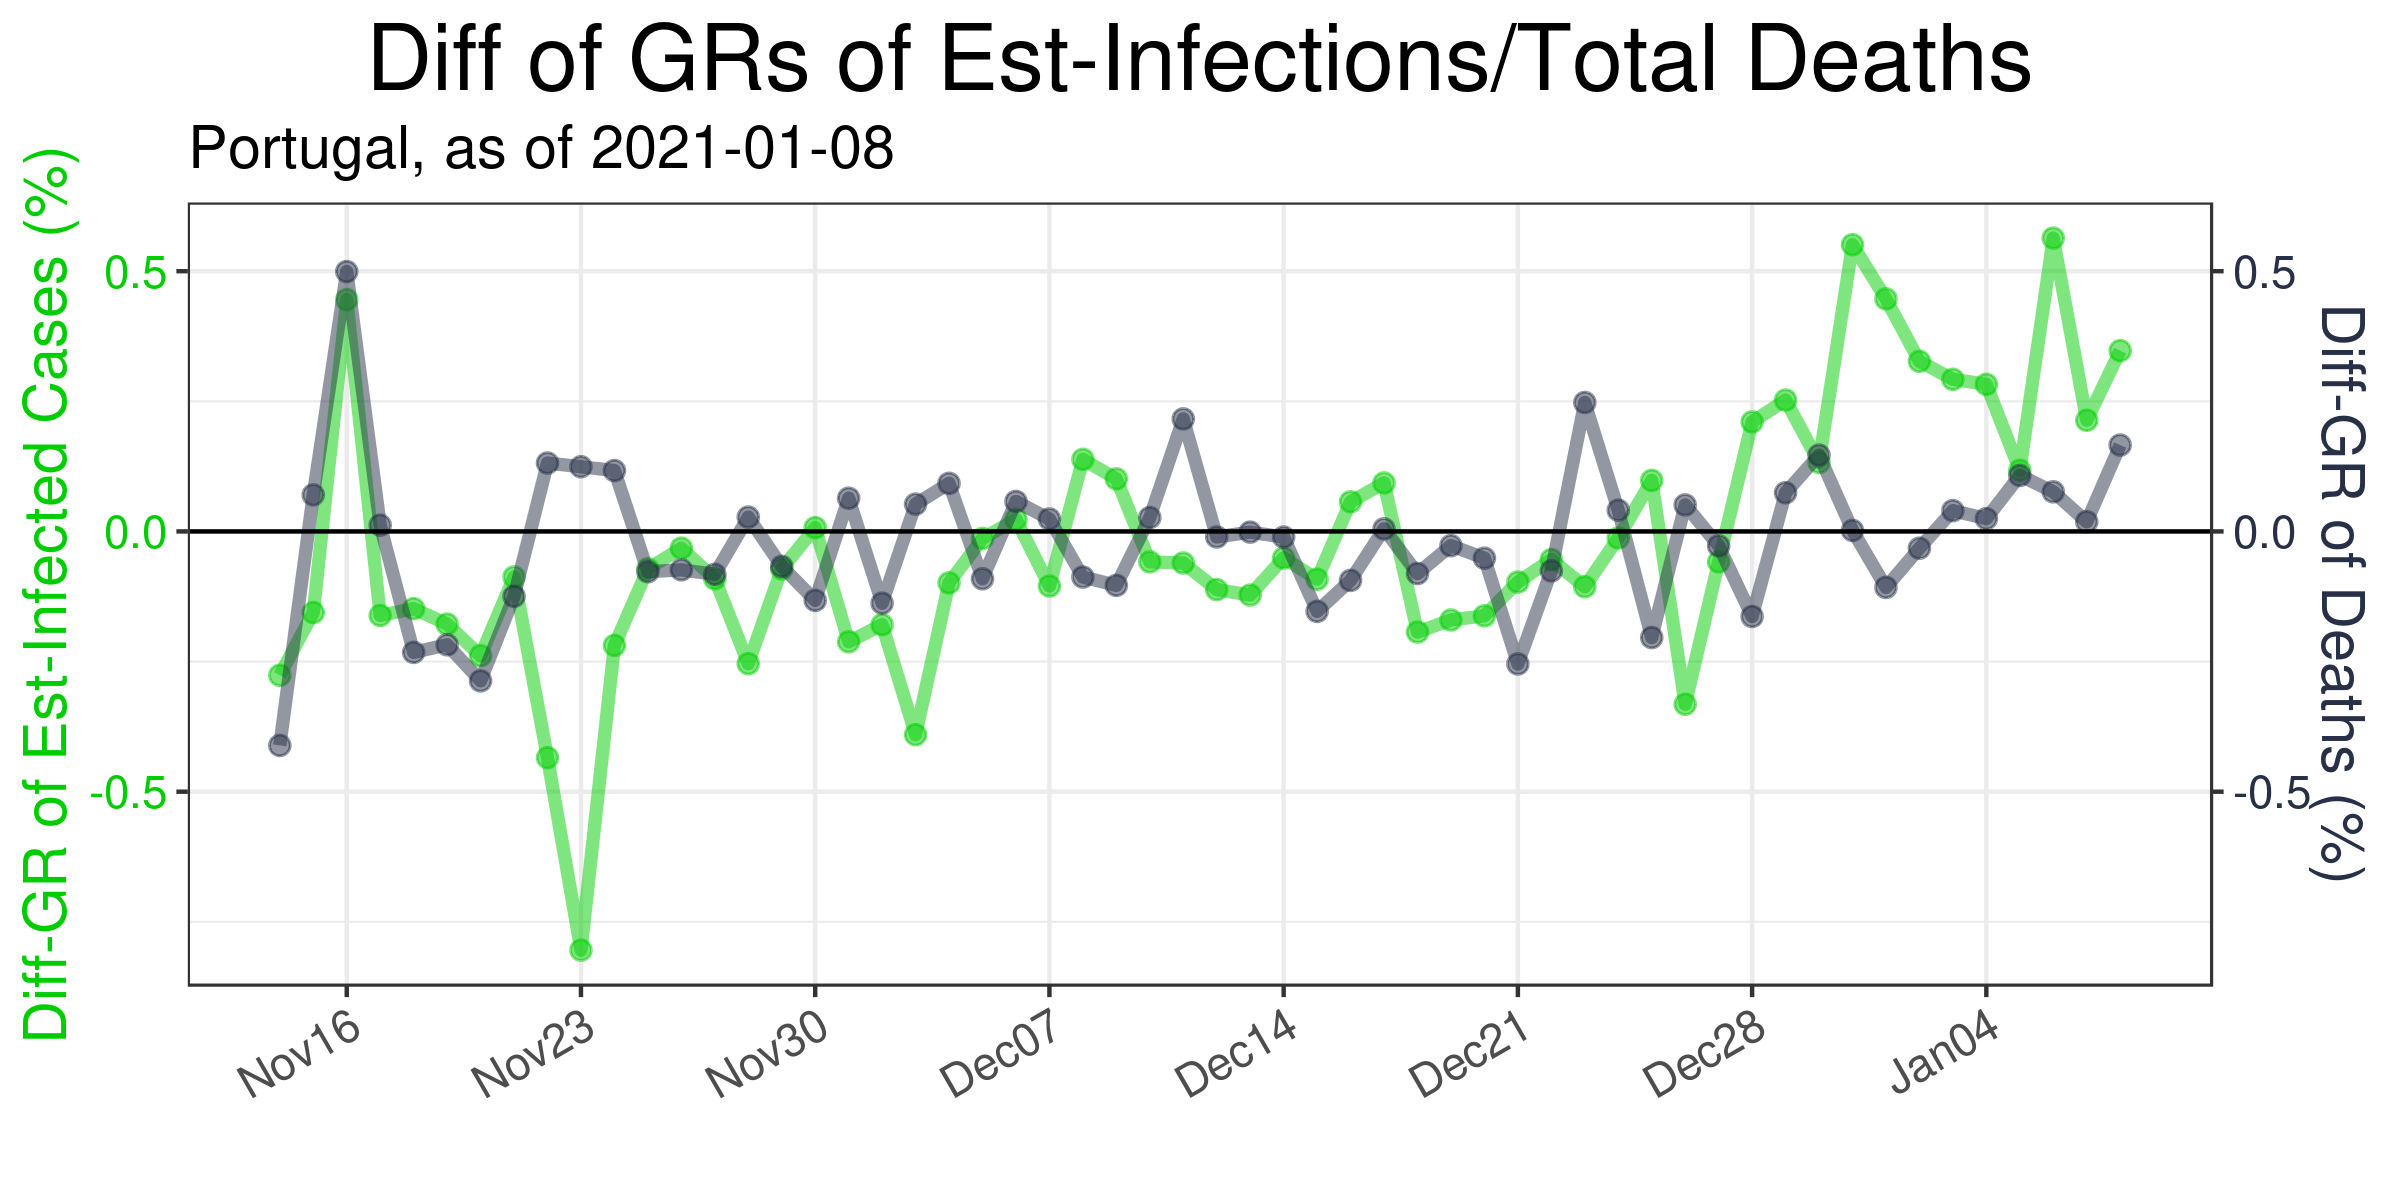 Diff of GRs of Est-Infections/Total Deaths
Portugal, as of 2021-01-08
Diff-GR of Est-Infected Cases (%)
0.5
0.0
-0.5
0.5
0.0
-0.5
Diff-GR of Deaths (%)
Nov16
Nov23
Nov30
Dec07
Dec14
Dec21
Dec28
Jan04